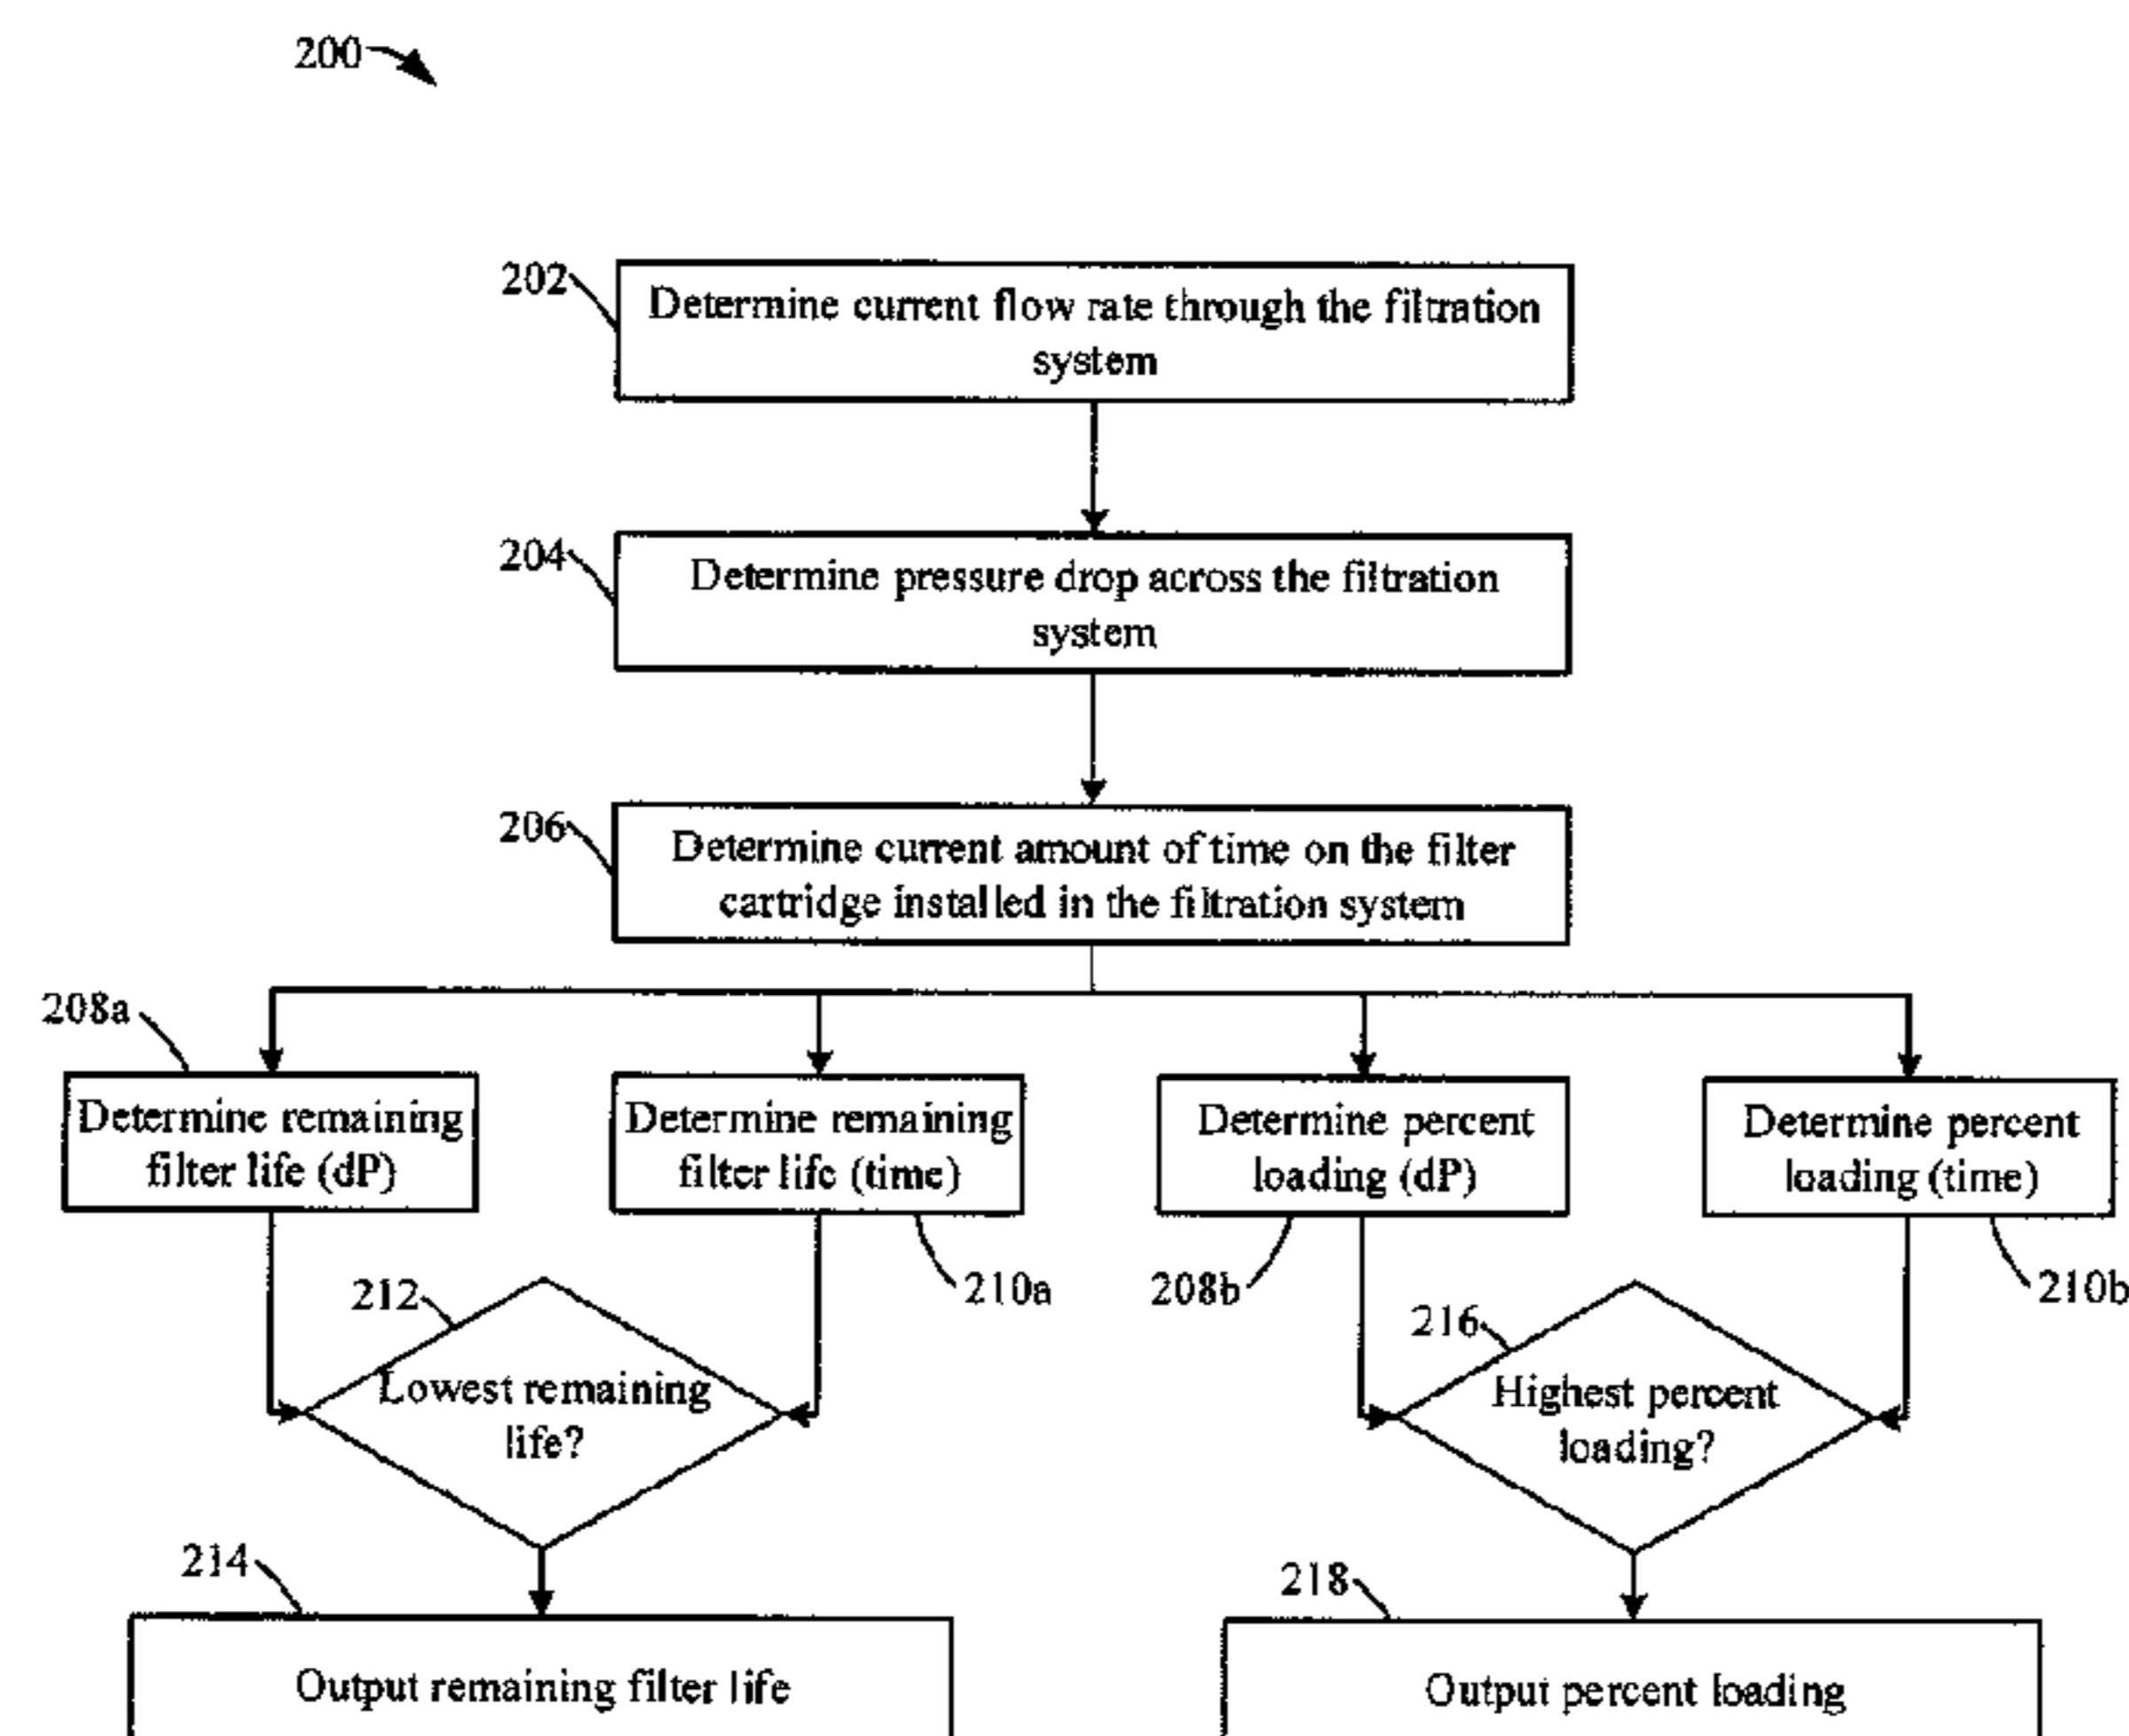 200
202
Determine current flow rate through the filtration
system
204
Determine pressure drop across the filtration
system
206
Determine current amount of time on the filter
cartridge installed in the filtration system
208a
Determine remaining
filter life (dP)
Determine remaining
filter life (time)
Determine percent
loading (dP)
Determine percent
loading (time)
210a
208b
210b
212
Lowest remaining
life?
216
Highest percent
loading?
214
Output remaining filter life
218
Output percent loading